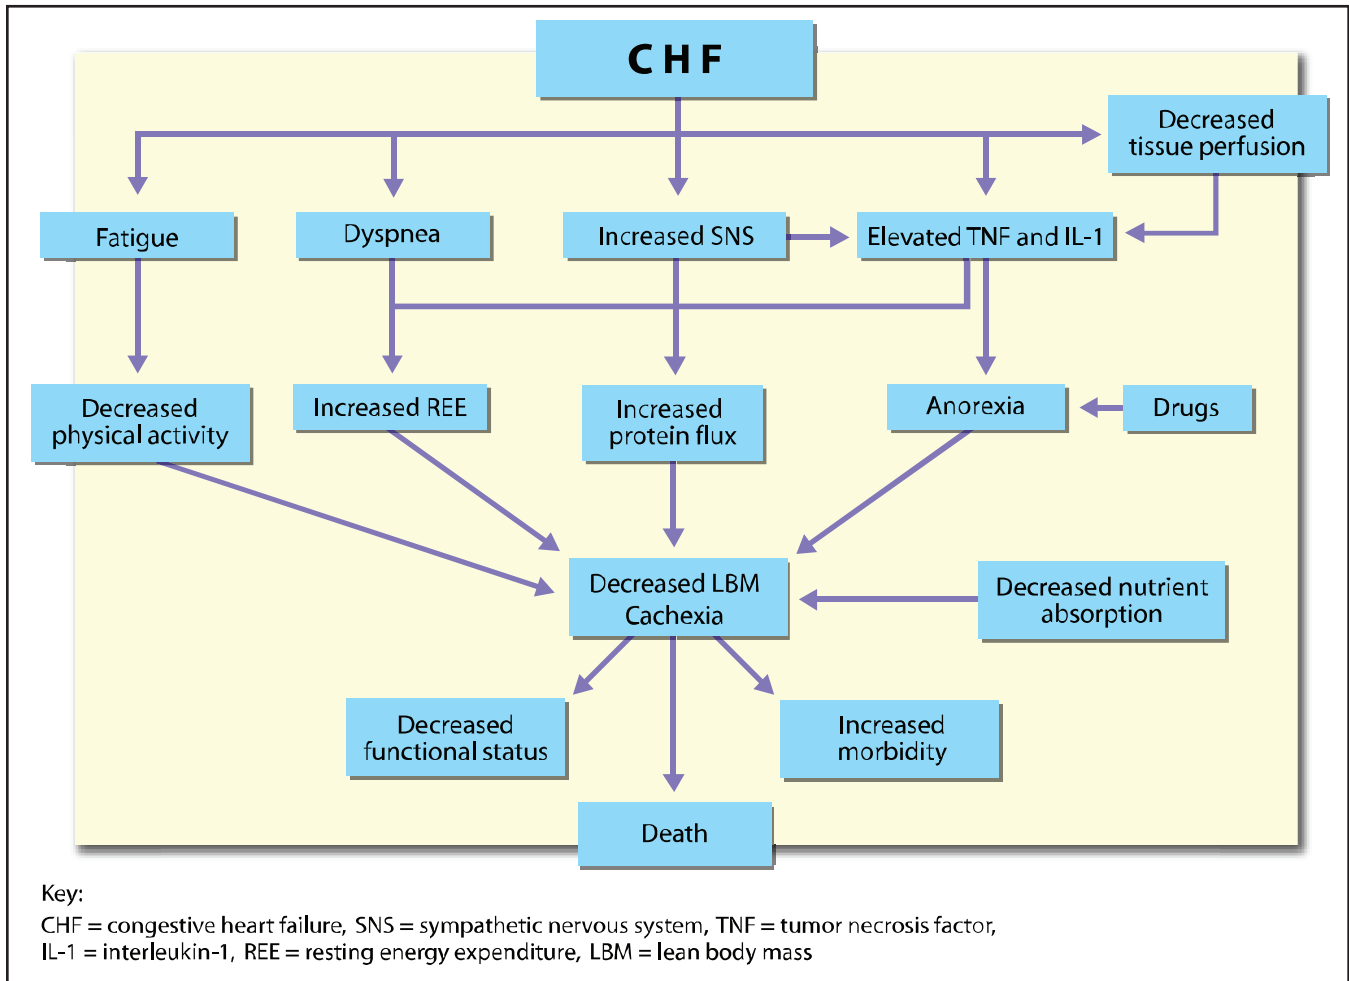 CHF
Decreased
tissue perfusion
Fatigue
Dyspnea
Increased SNS
Elevated TNF and IL-1
Decreased
physical activity
Increased REE
Increased
protein flux
Anorexia
Drugs
Decreased LBM
Cachexia
Decreased nutrient
absorption
Decreased
functional status
Increased
morbidity
Death
Key:
CHF = congestive heart failure, SNS = sympathetic nervous system, TNF = tumor necrosis factor,
IL-1 = interleukin-1, REE = resting energy expenditure, LBM = lean body mass